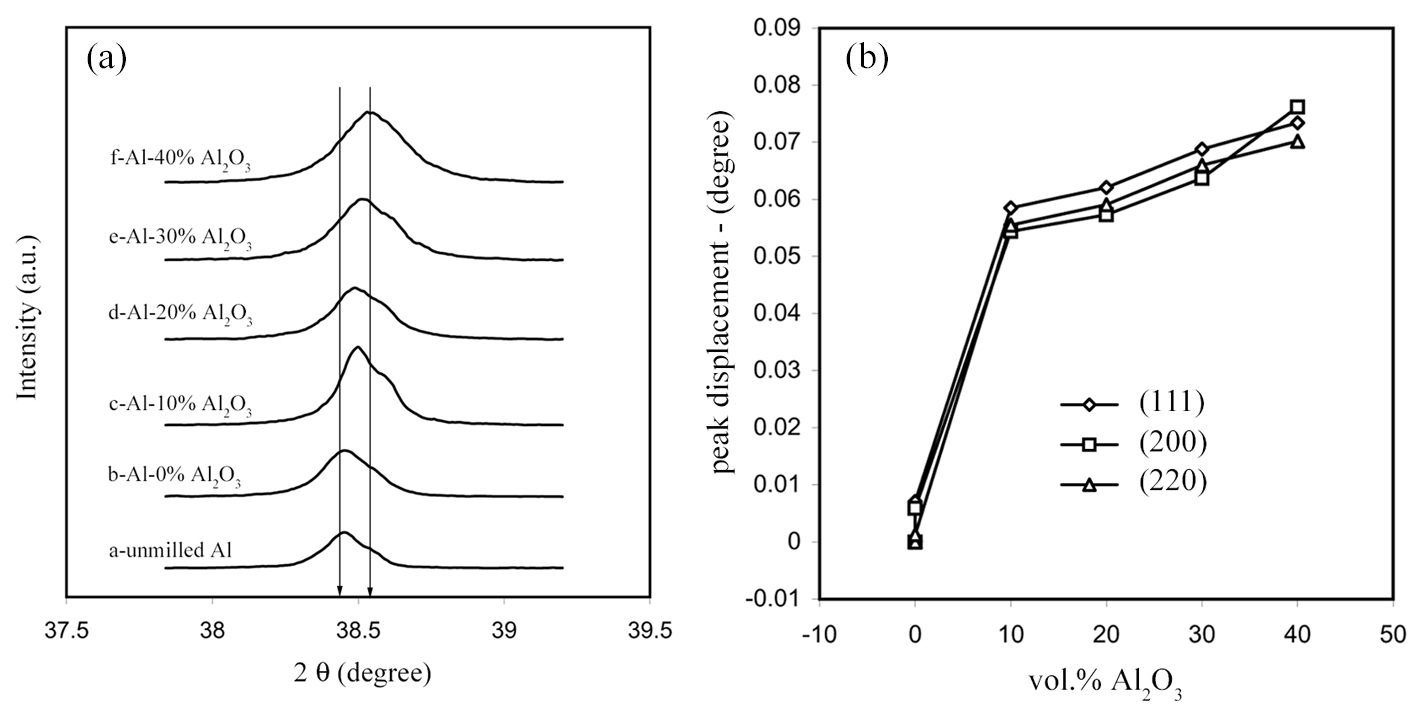 (a)
f-Al-40% Al₂O₃
e-Al-30% Al₂O₃
d-Al-20% Al₂O₃
c-Al-10% Al₂O₃
b-Al-0% Al₂O₃
a-unmilled Al
Intensity (a.u.)
37.5 38 38.5 39 39.5
2 θ (degree)
(b)
0.09
0.08
0.07
0.06
0.05
0.04
0.03
0.02
0.01
0
-0.01
peak displacement - (degree)
(111)
(200)
(220)
-10 0 10 20 30 40 50
vol.% Al₂O₃